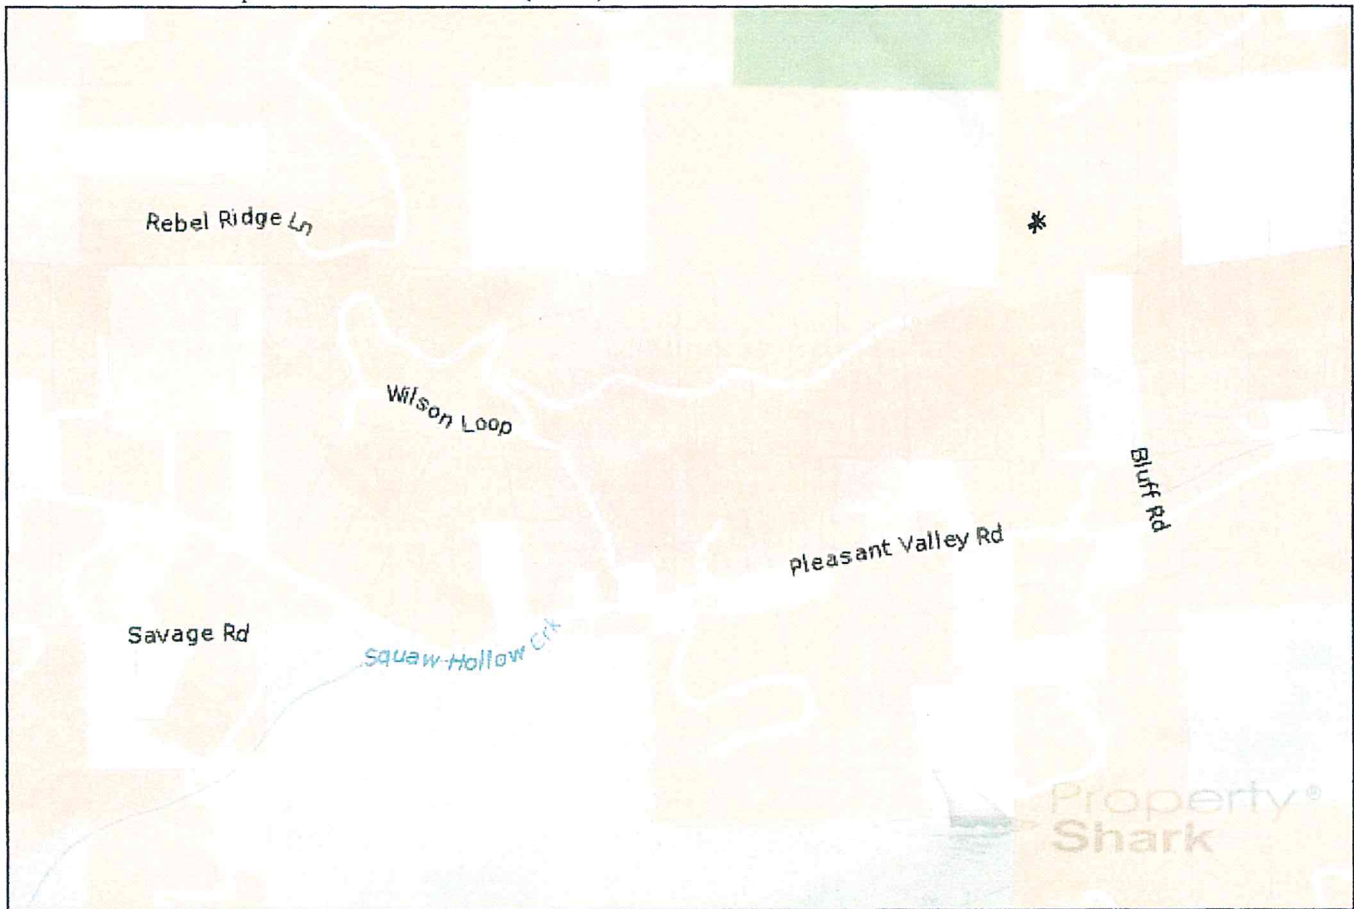 Rebel Ridge Ln
*
Wilson Loop
Bluff Rd
Pleasant Valley Rd
Savage Rd
Squaw Hollow Crk
Property®
Shark